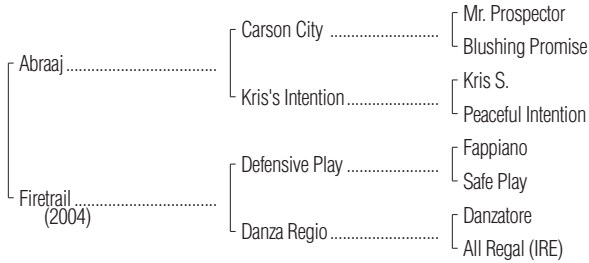 Mr. Prospector
Carson City
Blushing Promise
Abraaj
Kris S.
Kris's Intention
Peaceful Intention
Fappiano
Defensive Play
Safe Play
Firetrail
(2004)
Danzatore
Danza Regio
All Regal (IRE)